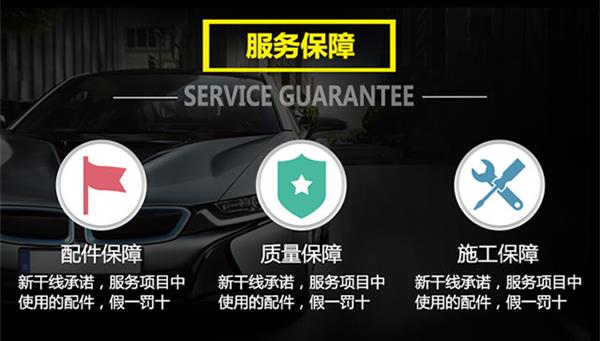 服务保障
SERVICE GUARANTEE
配件保障
新干线承诺，服务项目中
使用的配件，假一罚十
质量保障
新干线承诺，服务项目中
使用的配件，假一罚十
施工保障
新干线承诺，服务项目中
使用的配件，假一罚十